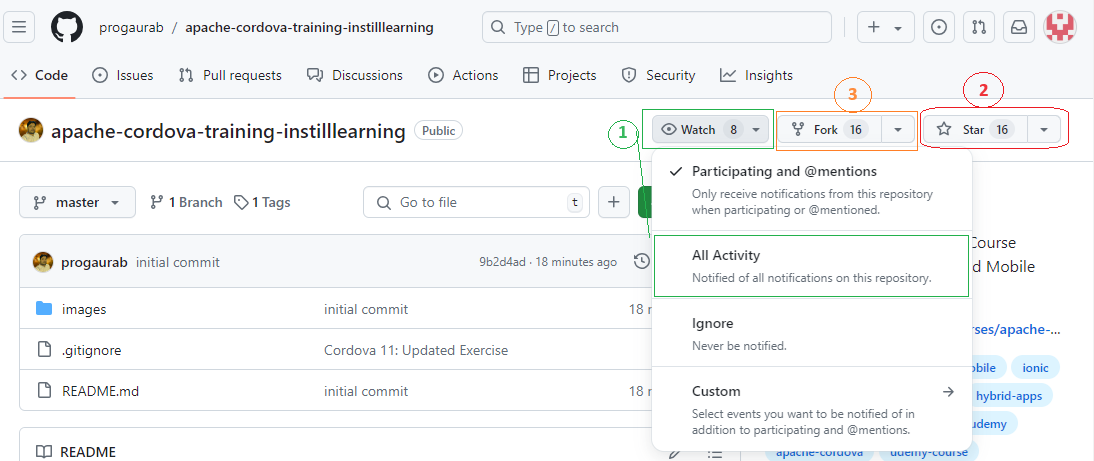 progaurab / apache-cordova-training-instilllearning
Type / to search
Code
Issues
Pull requests
Discussions
Actions
Projects
Security
Insights
1
3
2
apache-cordova-training-instilllearning Public
Watch 8
Fork 16
Star 16
master
1 Branch
1 Tags
Go to file t
Participating and @mentions
Only receive notifications from this repository
when participating or @mentioned.
All Activity
Notified of all notifications on this repository.
Ignore
Never be notified.
Custom
Select events you want to be notified of in
addition to participating and @mentions.
progaurab initial commit 9b2d4ad · 18 minutes ago
images initial commit 18
.gitignore Cordova 11: Updated Exercise
README.md initial commit 18
README
Course
Mobile
rses/apache-...
ionic
hybrid-apps
apache-cordova
udemy-course